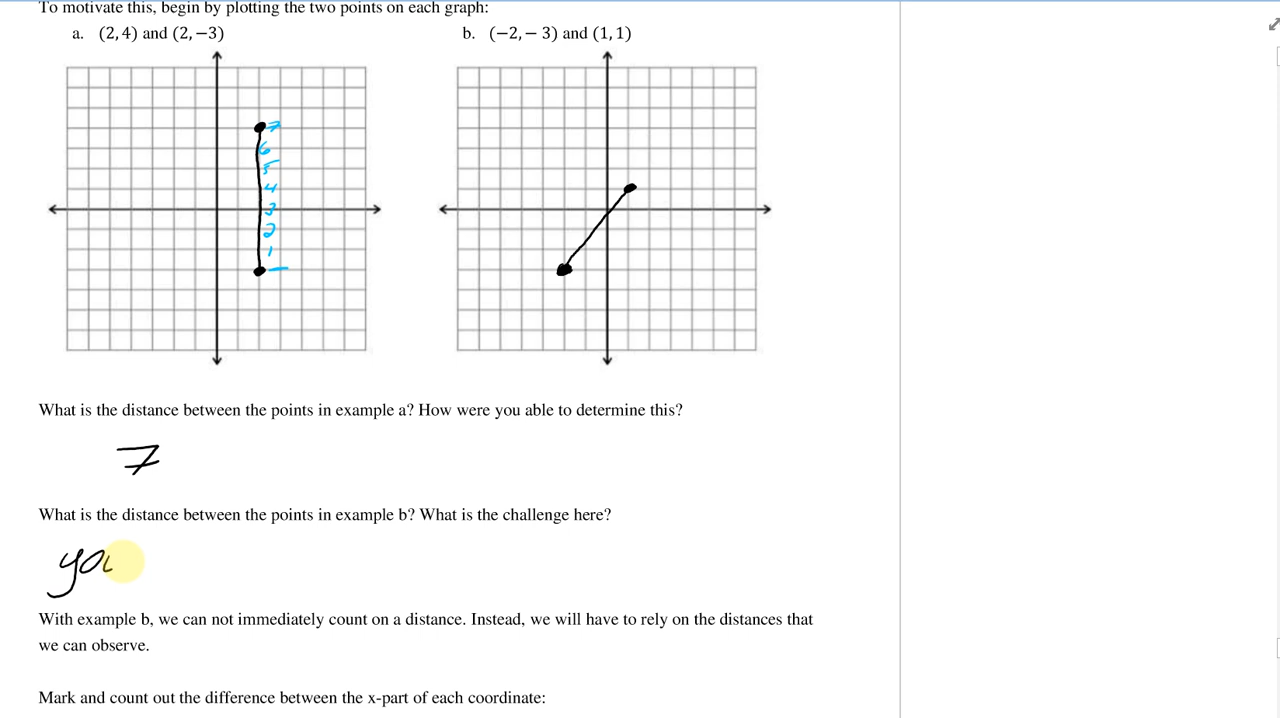 To motivate this, begin by plotting the two points on each graph:
a. (2, 4) and (2, −3)
b. (−2, − 3) and (1, 1)
7
6
5
4
3
2
1
What is the distance between the points in example a? How were you able to determine this?
7
What is the distance between the points in example b? What is the challenge here?
you
With example b, we can not immediately count on a distance. Instead, we will have to rely on the distances that
we can observe.
Mark and count out the difference between the x-part of each coordinate: